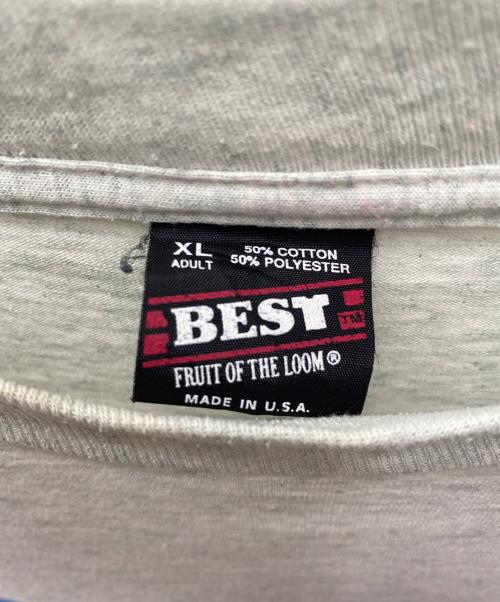 XL 50% COTTON
ADULT 50% POLYESTER
BEST TM
FRUIT OF THE LOOM®
MADE IN U.S.A.